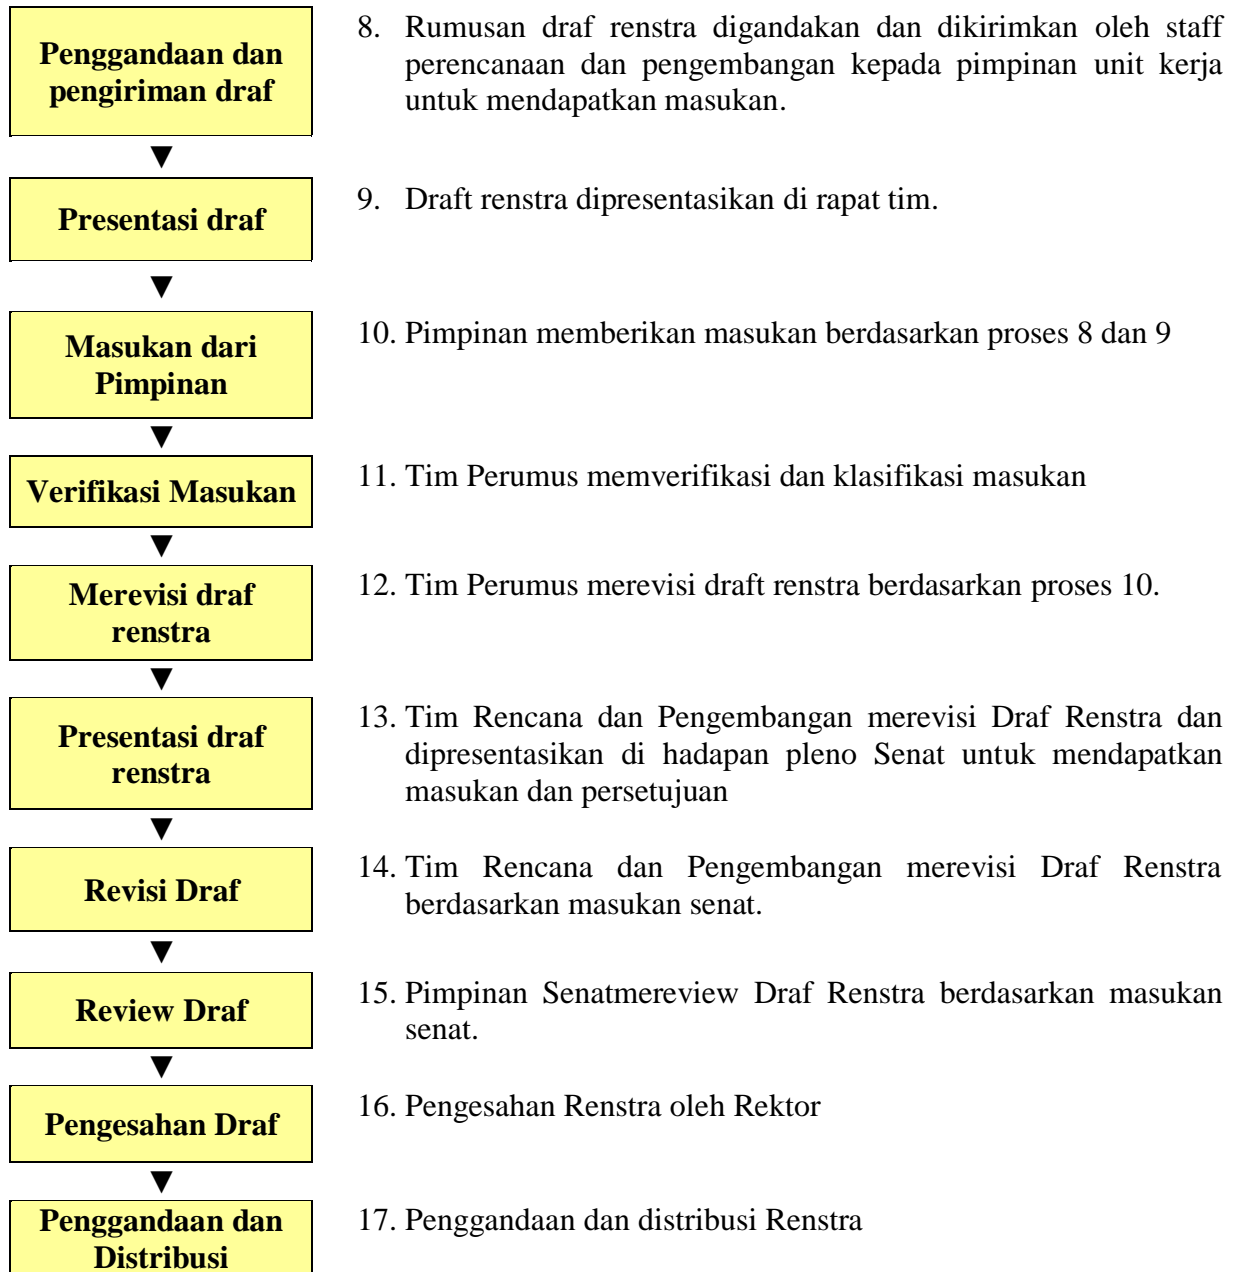 Penggandaan dan
pengiriman draf
8. Rumusan draf renstra digandakan dan dikirimkan oleh staff
perencanaan dan pengembangan kepada pimpinan unit kerja
untuk mendapatkan masukan.
Presentasi draf
9. Draft renstra dipresentasikan di rapat tim.
Masukan dari
Pimpinan
10. Pimpinan memberikan masukan berdasarkan proses 8 dan 9
Verifikasi Masukan
11. Tim Perumus memverifikasi dan klasifikasi masukan
Merevisi draf
renstra
12. Tim Perumus merevisi draft renstra berdasarkan proses 10.
Presentasi draf
renstra
13. Tim Rencana dan Pengembangan merevisi Draf Renstra dan
dipresentasikan di hadapan pleno Senat untuk mendapatkan
masukan dan persetujuan
Revisi Draf
14. Tim Rencana dan Pengembangan merevisi Draf Renstra
berdasarkan masukan senat.
Review Draf
15. Pimpinan Senatmereview Draf Renstra berdasarkan masukan
senat.
Pengesahan Draf
16. Pengesahan Renstra oleh Rektor
Penggandaan dan
Distribusi
17. Penggandaan dan distribusi Renstra